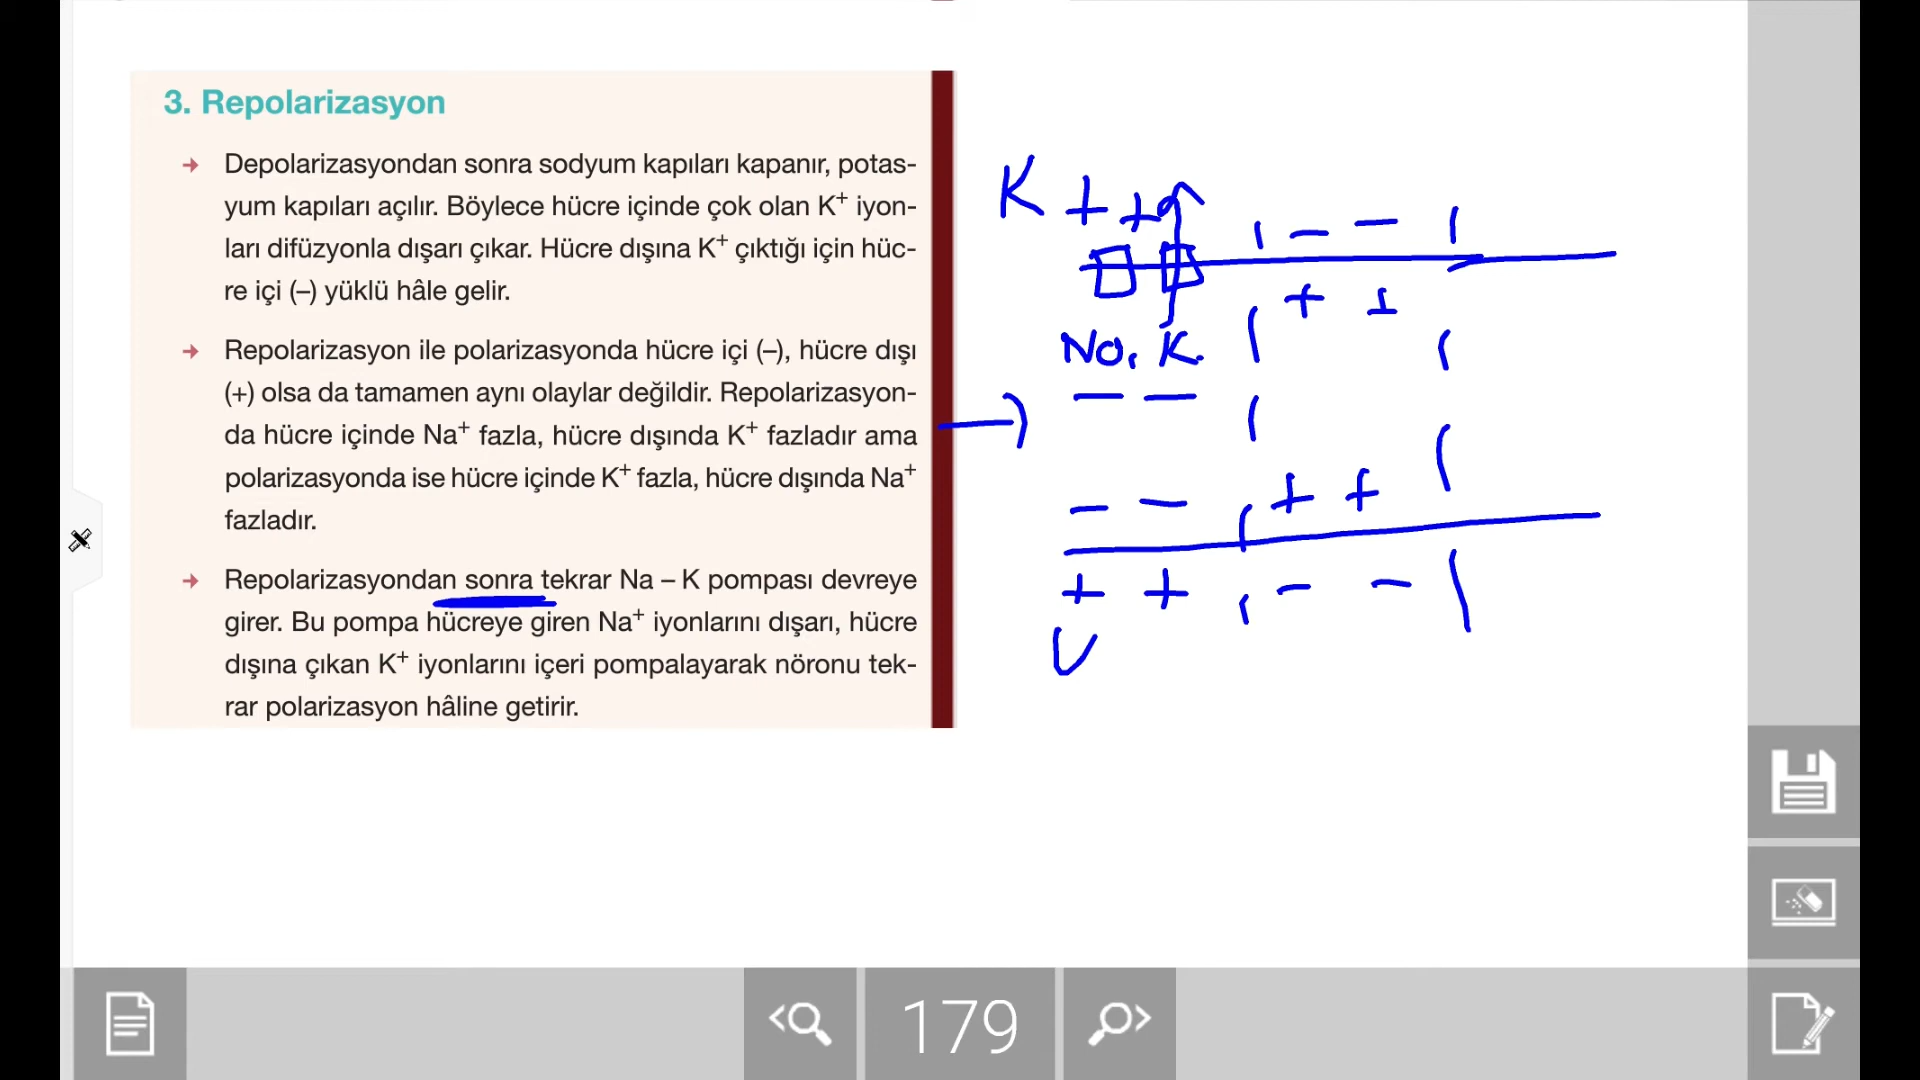 3. Repolarizasyon
→ Depolarizasyondan sonra sodyum kapıları kapanır, potas-
yum kapıları açılır. Böylece hücre içinde çok olan K⁺ iyon-
ları difüzyonla dışarı çıkar. Hücre dışına K⁺ çıktığı için hüc-
re içi (–) yüklü hâle gelir.
→ Repolarizasyon ile polarizasyonda hücre içi (–), hücre dışı
(+) olsa da tamamen aynı olaylar değildir. Repolarizasyon-
da hücre içinde Na⁺ fazla, hücre dışında K⁺ fazladır ama
polarizasyonda ise hücre içinde K⁺ fazla, hücre dışında Na⁺
fazladır.
→ Repolarizasyondan sonra tekrar Na – K pompası devreye
girer. Bu pompa hücreye giren Na⁺ iyonlarını dışarı, hücre
dışına çıkan K⁺ iyonlarını içeri pompalayarak nöronu tek-
rar polarizasyon hâline getirir.
K + +
– –
+
K
– –
– – + +
+ + – –
179